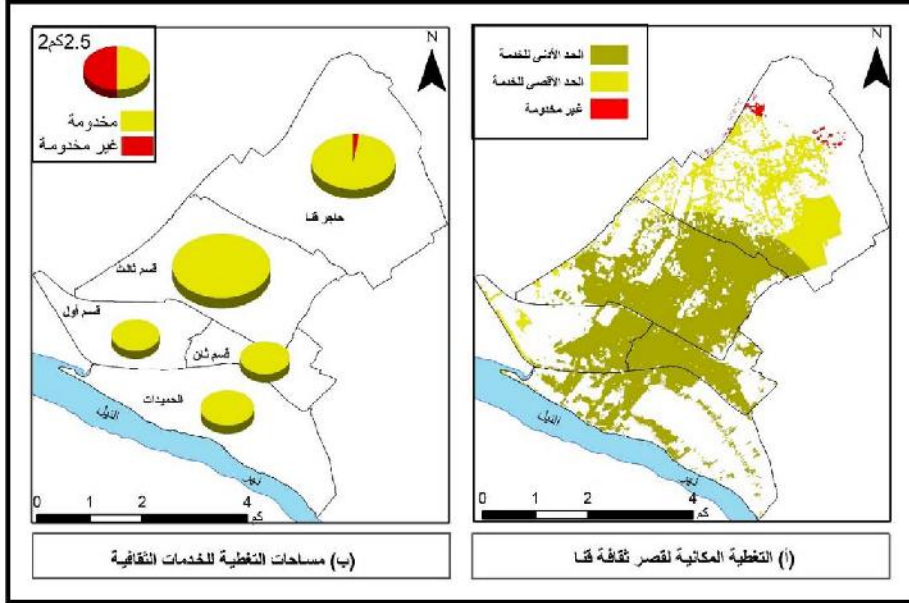 2.5كم2
مخدومة
غير مخدومة
N
حاجر قنا
قسم ثالث
قسم أول
قسم ثان
الحميدات
نهر
النيل
0 1 2 4
كم
(ب) مساحات التغطية للخدمات الثقافية
الحد الأدنى للخدمة
الحد الأقصى للخدمة
غير مخدومة
N
نهر
النيل
0 1 2 4
كم
(أ) التغطية المكانية لقصر ثقافة قنا